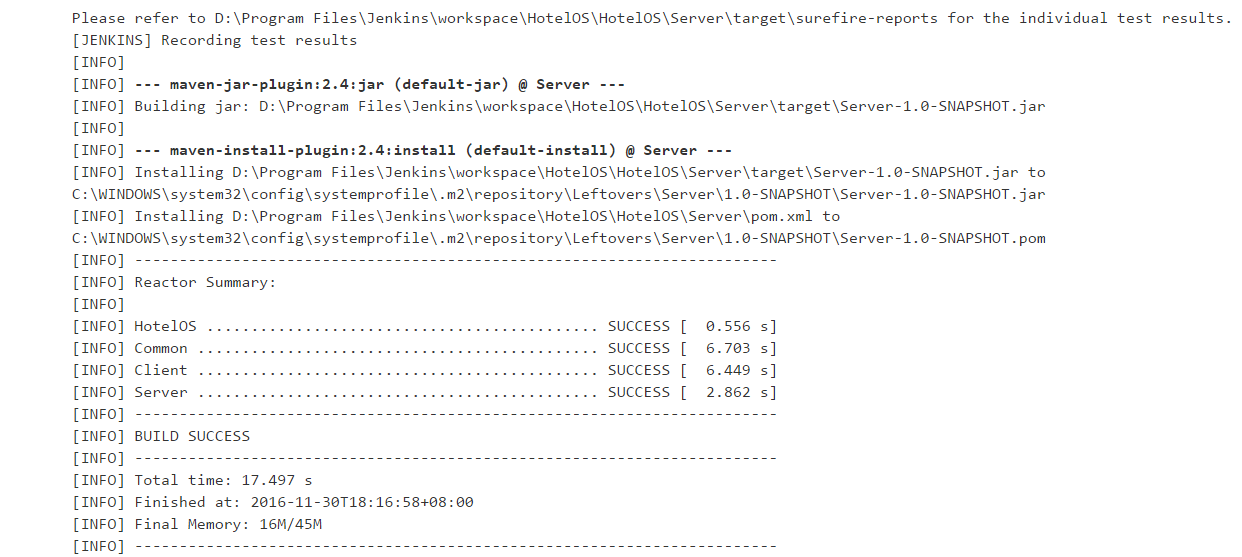 Please refer to D:\Program Files\Jenkins\workspace\HotelOS\HotelOS\Server\target\surefire-reports for the individual test results.
[JENKINS] Recording test results
[INFO]
[INFO] --- maven-jar-plugin:2.4:jar (default-jar) @ Server ---
[INFO] Building jar: D:\Program Files\Jenkins\workspace\HotelOS\HotelOS\Server\target\Server-1.0-SNAPSHOT.jar
[INFO]
[INFO] --- maven-install-plugin:2.4:install (default-install) @ Server ---
[INFO] Installing D:\Program Files\Jenkins\workspace\HotelOS\HotelOS\Server\target\Server-1.0-SNAPSHOT.jar to
C:\WINDOWS\system32\config\systemprofile\.m2\repository\Leftovers\Server\1.0-SNAPSHOT\Server-1.0-SNAPSHOT.jar
[INFO] Installing D:\Program Files\Jenkins\workspace\HotelOS\HotelOS\Server\pom.xml to
C:\WINDOWS\system32\config\systemprofile\.m2\repository\Leftovers\Server\1.0-SNAPSHOT\Server-1.0-SNAPSHOT.pom
[INFO] ------------------------------------------------------------------------
[INFO] Reactor Summary:
[INFO]
[INFO] HotelOS ............................................ SUCCESS [  0.556 s]
[INFO] Common ............................................. SUCCESS [  6.703 s]
[INFO] Client ............................................. SUCCESS [  6.449 s]
[INFO] Server ............................................. SUCCESS [  2.862 s]
[INFO] ------------------------------------------------------------------------
[INFO] BUILD SUCCESS
[INFO] ------------------------------------------------------------------------
[INFO] Total time: 17.497 s
[INFO] Finished at: 2016-11-30T18:16:58+08:00
[INFO] Final Memory: 16M/45M
[INFO] ------------------------------------------------------------------------